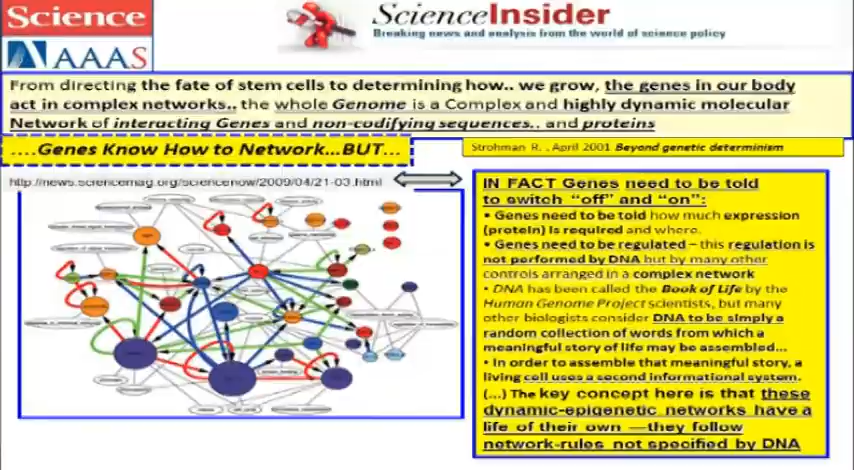 Science
AAAS
ScienceInsider
Breaking news and analysis from the world of science policy
From directing the fate of stem cells to determining how.. we grow, the genes in our body
act in complex networks.. the whole Genome is a Complex and highly dynamic molecular
Network of interacting Genes and non-codifying sequences.. and proteins
....Genes Know How to Network...BUT...
Strohman R. , April 2001 Beyond genetic determinism
http://news.sciencemag.org/sciencenow/2009/04/21-03.html
IN FACT Genes need to be told
to switch “off” and “on”:
• Genes need to be told how much expression
(protein) is required and where.
• Genes need to be regulated – this regulation is
not performed by DNA but by many other
controls arranged in a complex network
• DNA has been called the Book of Life by the
Human Genome Project scientists, but many
other biologists consider DNA to be simply a
random collection of words from which a
meaningful story of life may be assembled...
• In order to assemble that meaningful story, a
living cell uses a second informational system.
(...) The key concept here is that these
dynamic-epigenetic networks have a
life of their own —they follow
network-rules not specified by DNA